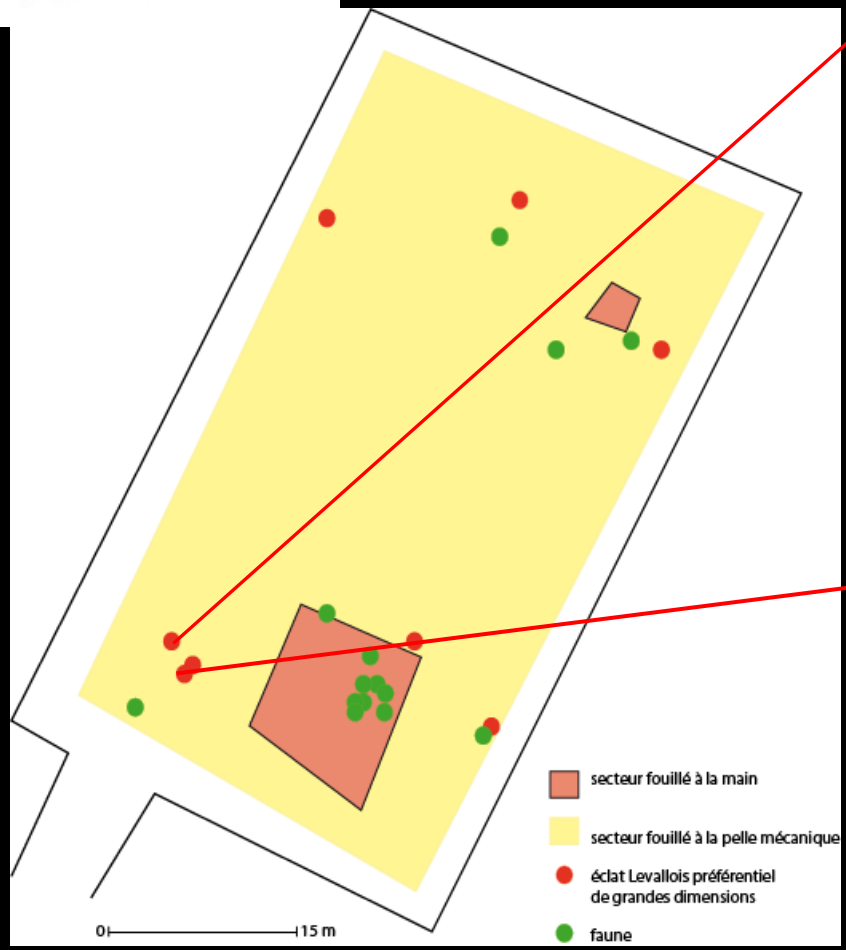 secteur fouillé à la main
secteur fouillé à la pelle mécanique
éclat Levallois préférentiel
de grandes dimensions
faune
0 15 m